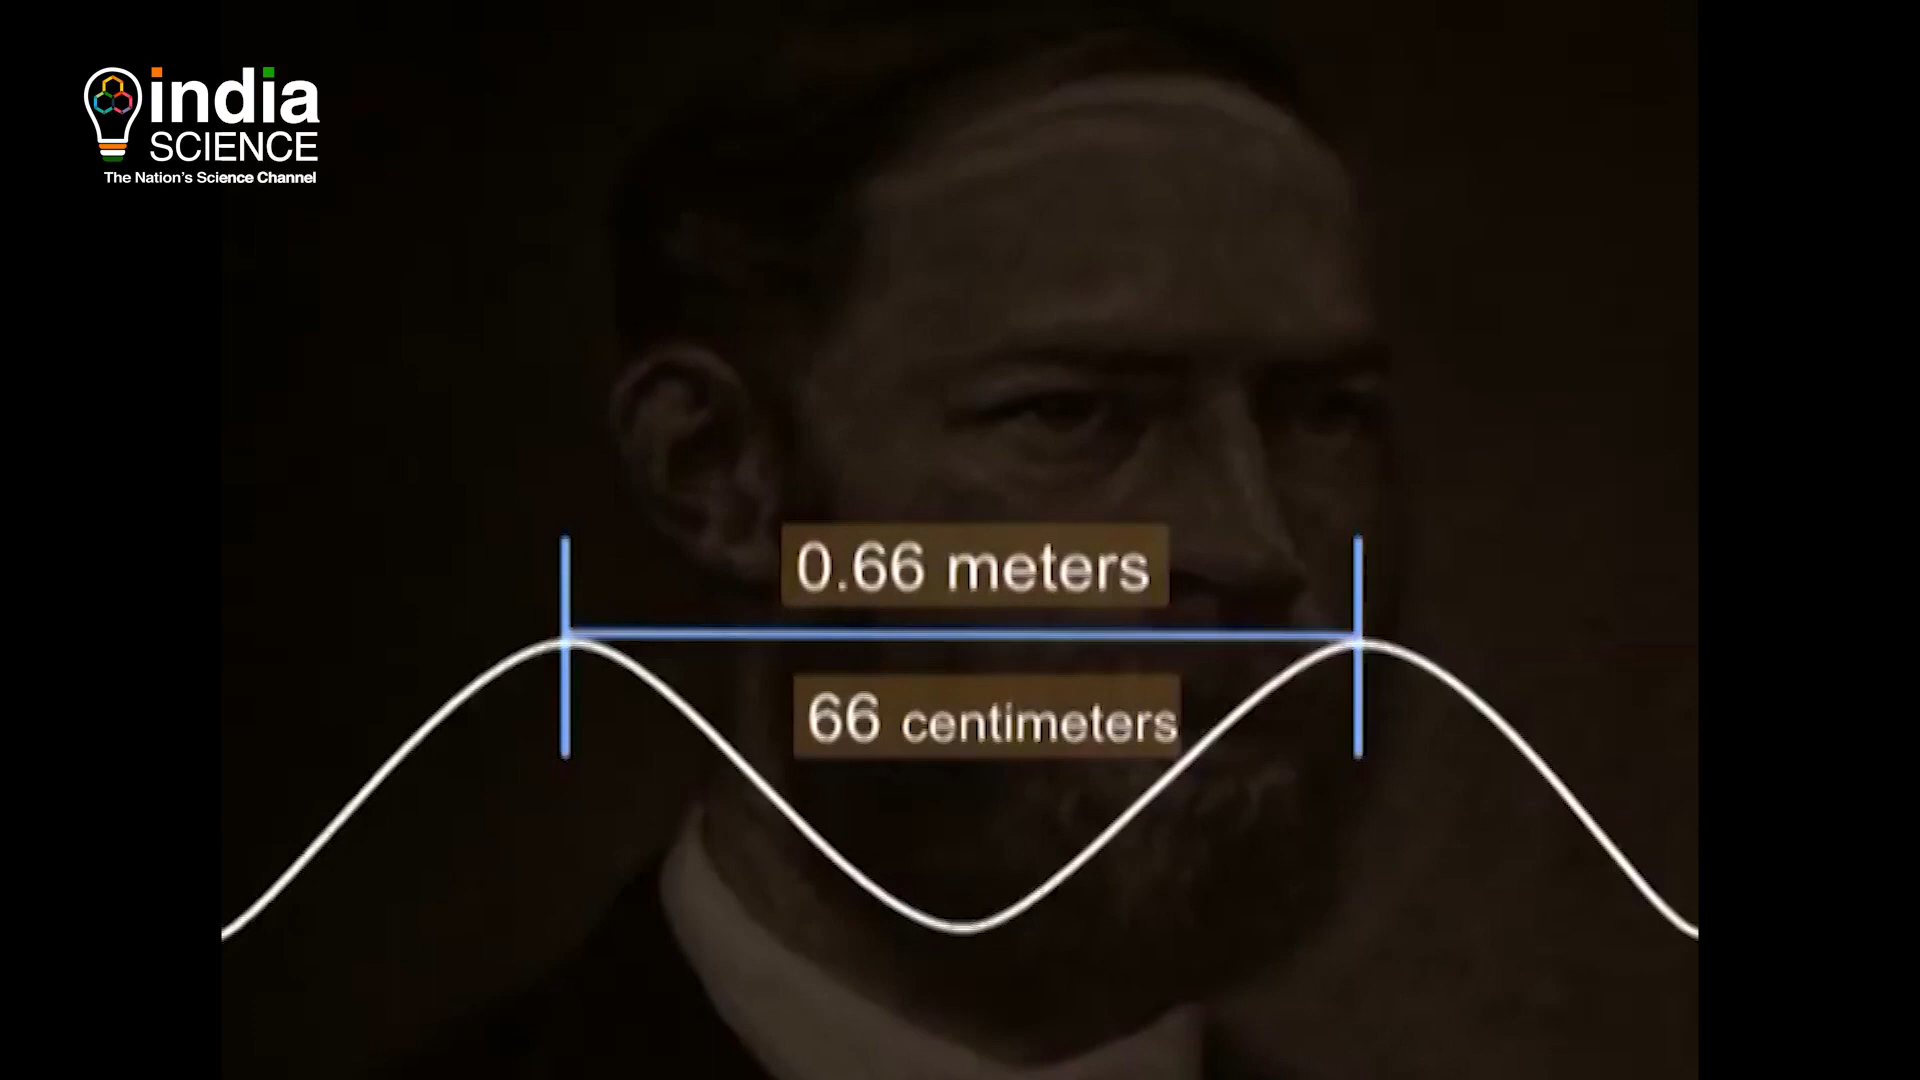 india
SCIENCE
The Nation's Science Channel
0.66 meters
66 centimeters